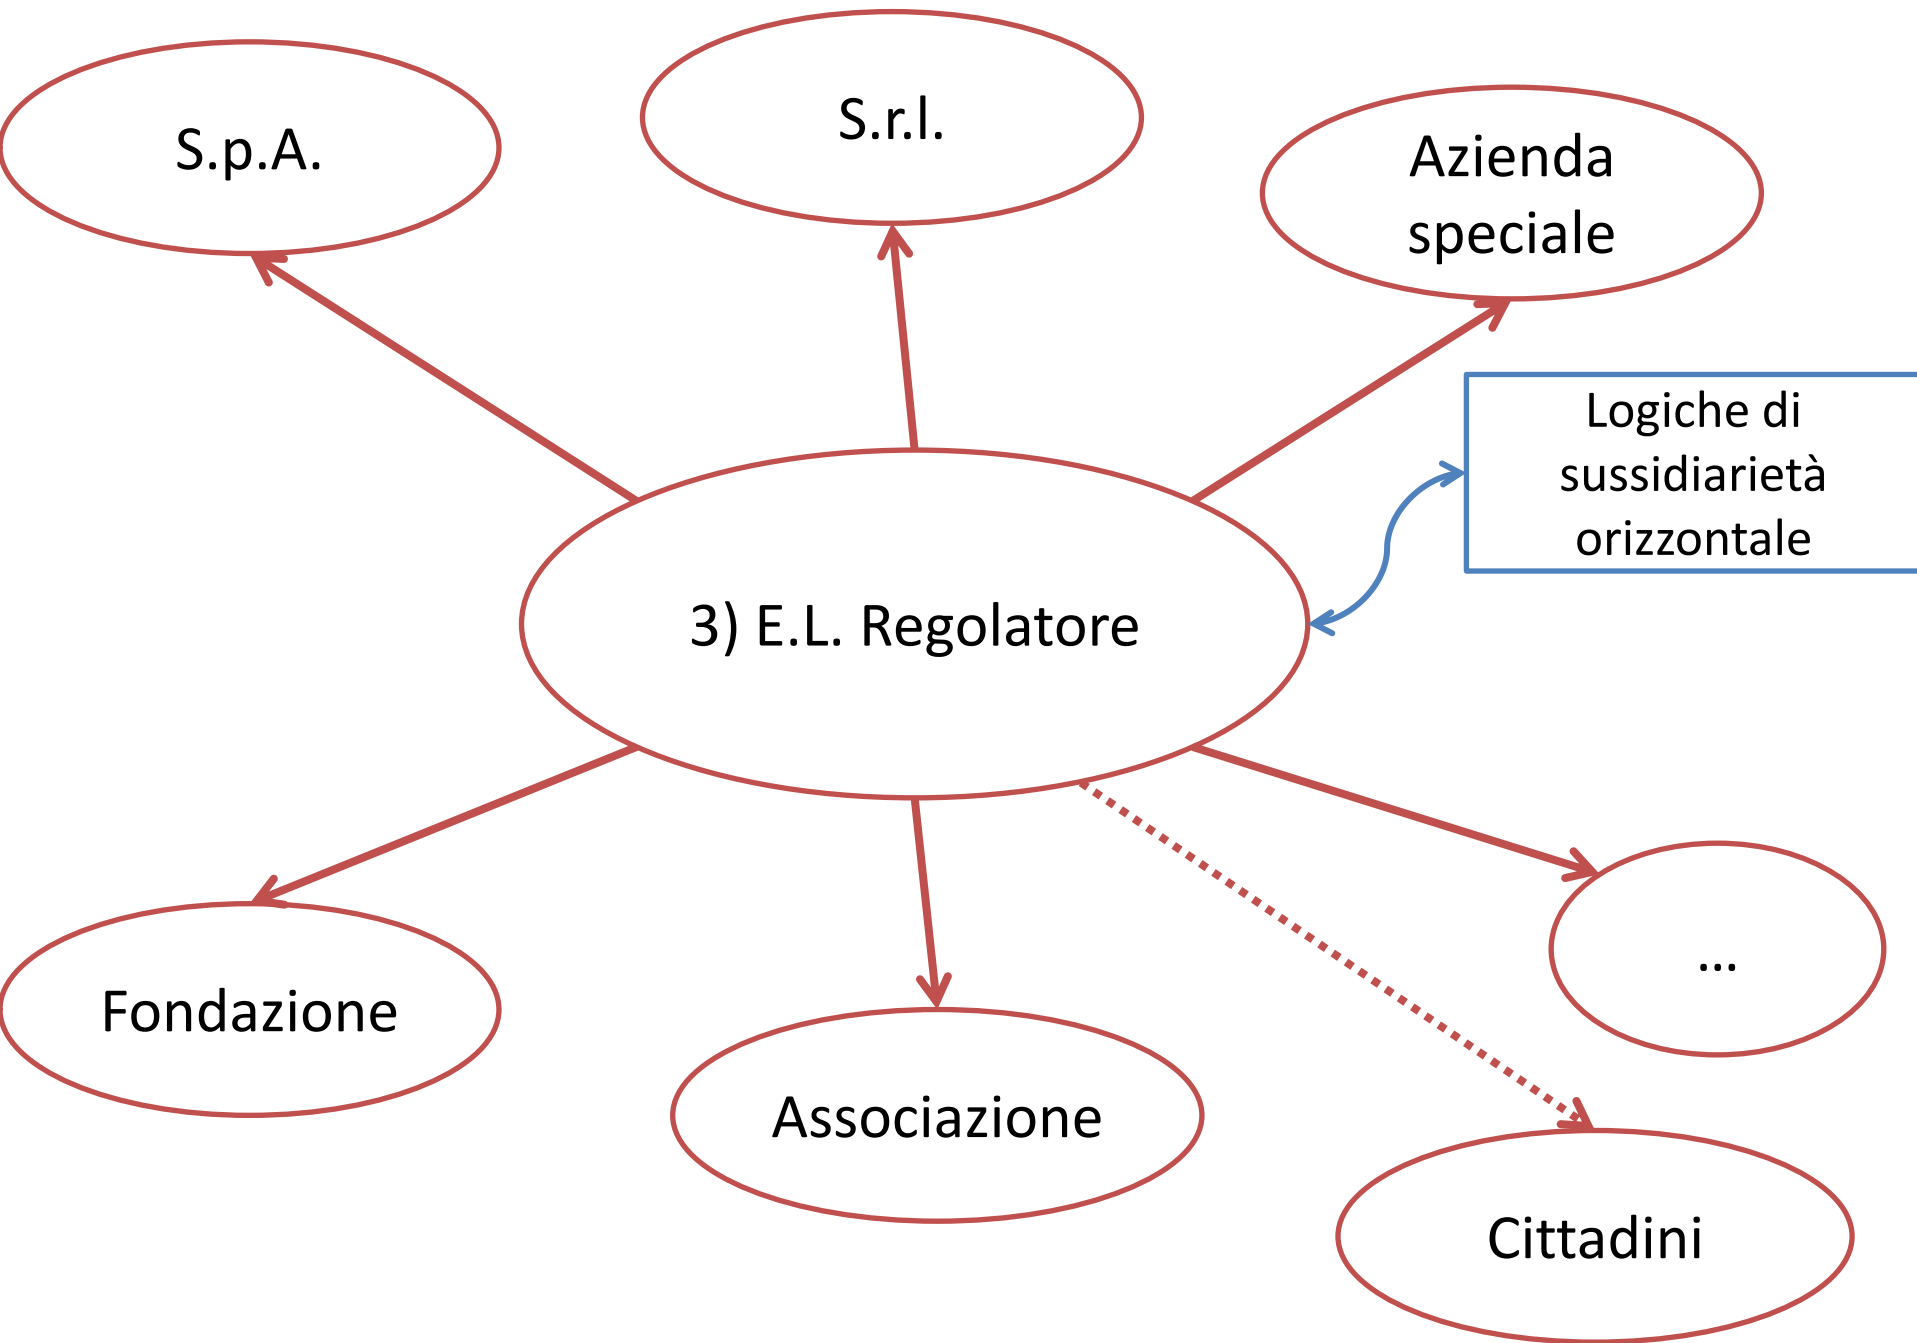 S.p.A.
S.r.l.
Azienda
speciale
Logiche di
sussidiarietà
orizzontale
3) E.L. Regolatore
...
Fondazione
Associazione
Cittadini